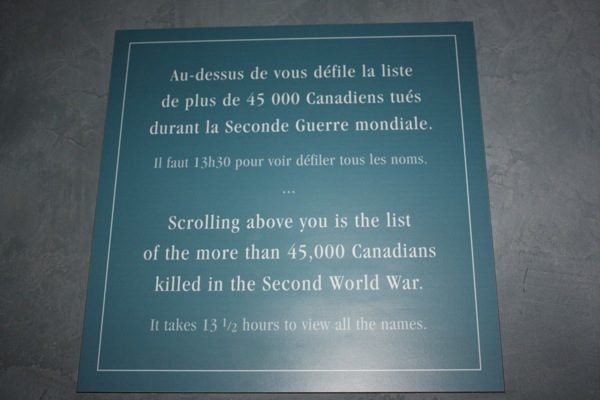 Au-dessus de vous défile la liste
de plus de 45 000 Canadiens tués
durant la Seconde Guerre mondiale.
Il faut 13h30 pour voir défiler tous les noms.
...
Scrolling above you is the list
of the more than 45,000 Canadians
killed in the Second World War.
It takes 13 1/2 hours to view all the names.